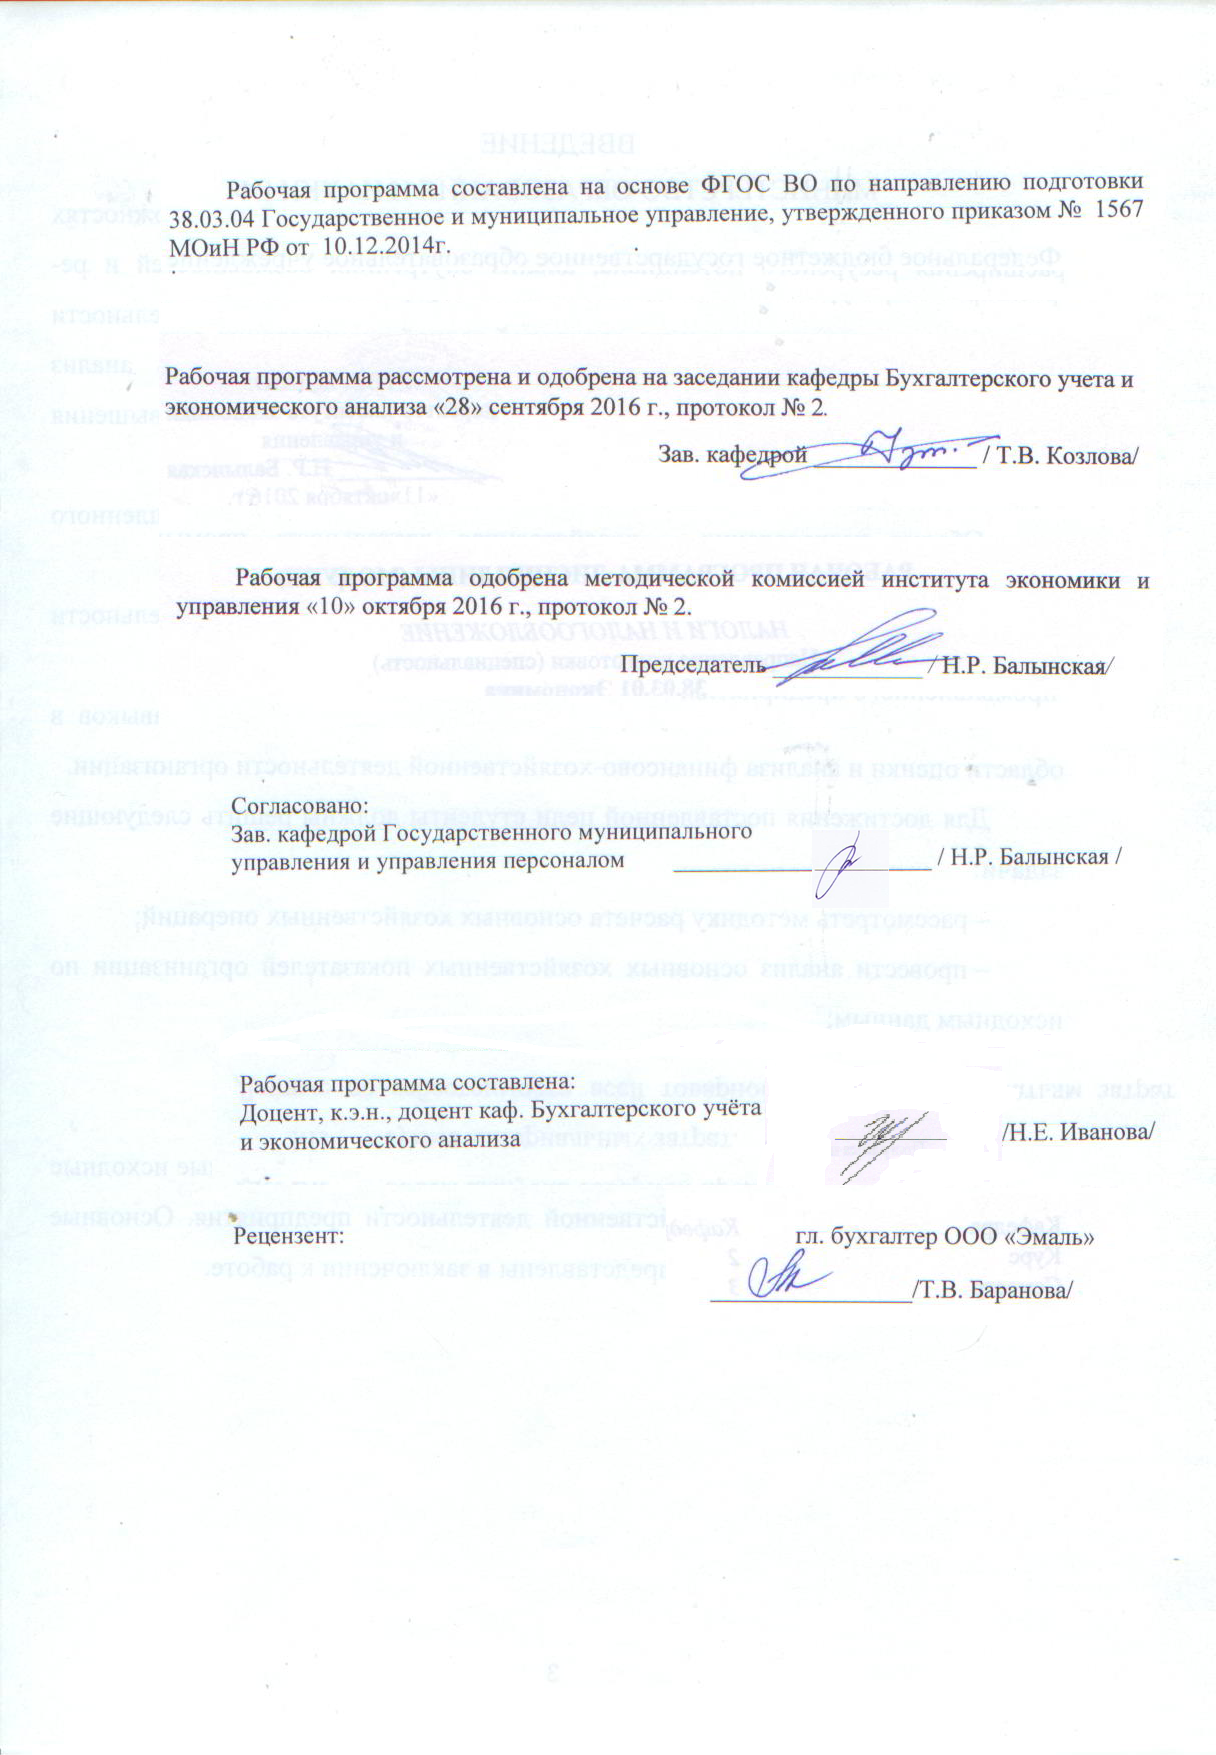 Рабочая программа составлена на основе ФГОС ВО по направлению подготовки
38.03.04 Государственное и муниципальное управление, утвержденного приказом № 1567
МОиН РФ от 10.12.2014г.
Рабочая программа рассмотрена и одобрена на заседании кафедры Бухгалтерского учета и
экономического анализа «28» сентября 2016 г., протокол № 2.
Зав. кафедрой / Т.В. Козлова/
Рабочая программа одобрена методической комиссией института экономики и
управления «10» октября 2016 г., протокол № 2.
Председатель / Н.Р. Балынская/
Согласовано:
Зав. кафедрой Государственного муниципального
управления и управления персоналом / Н.Р. Балынская /
Рабочая программа составлена:
Доцент, к.э.н., доцент каф. Бухгалтерского учёта
и экономического анализа /Н.Е. Иванова/
Рецензент: гл. бухгалтер ООО «Эмаль»
/Т.В. Баранова/